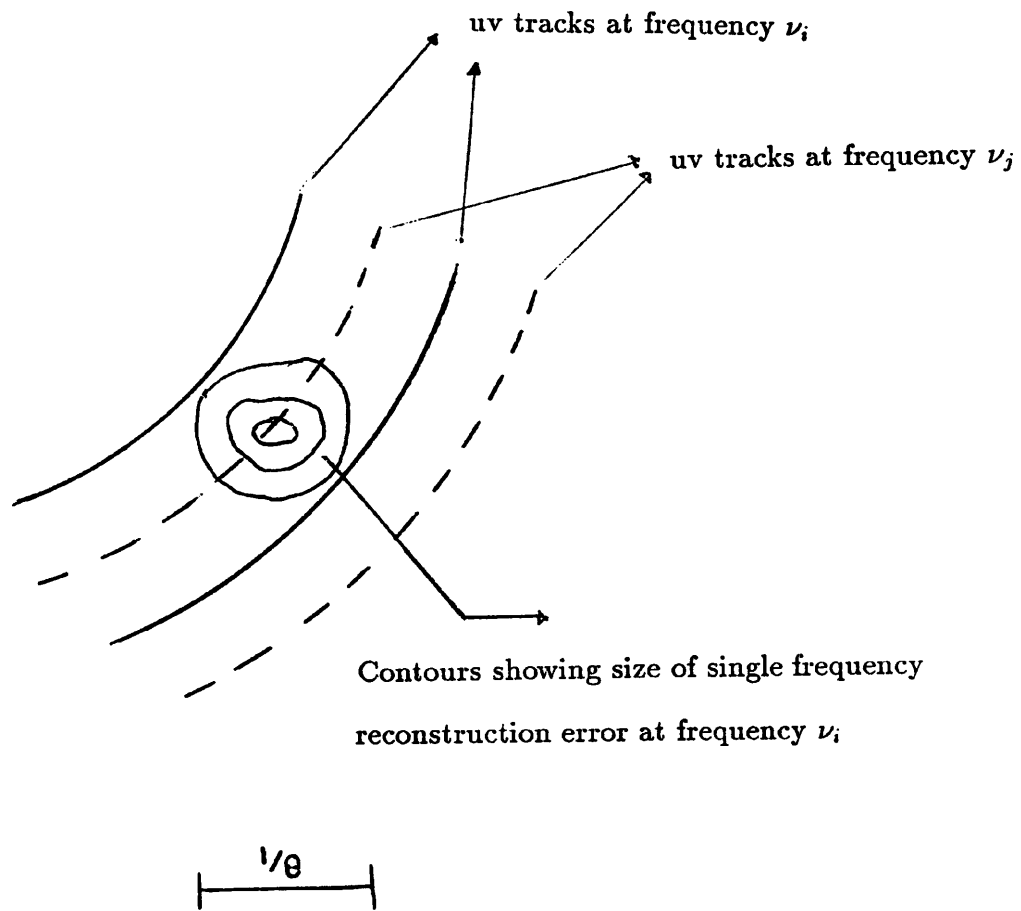 uv tracks at frequency νᵢ
uv tracks at frequency νⱼ
Contours showing size of single frequency
reconstruction error at frequency νᵢ
1/θ